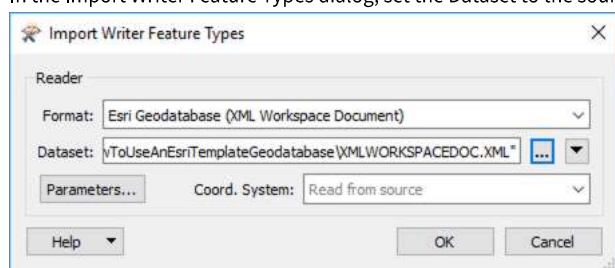 In the Import Writer Feature Types dialog, set the Dataset to the sour
Import Writer Feature Types
Reader
Format: Esri Geodatabase (XML Workspace Document)
Dataset: vToUseAnEsriTemplateGeodatabase\XMLWORKSPACEDOC.XML" ...
Parameters... Coord. System: Read from source
Help OK Cancel